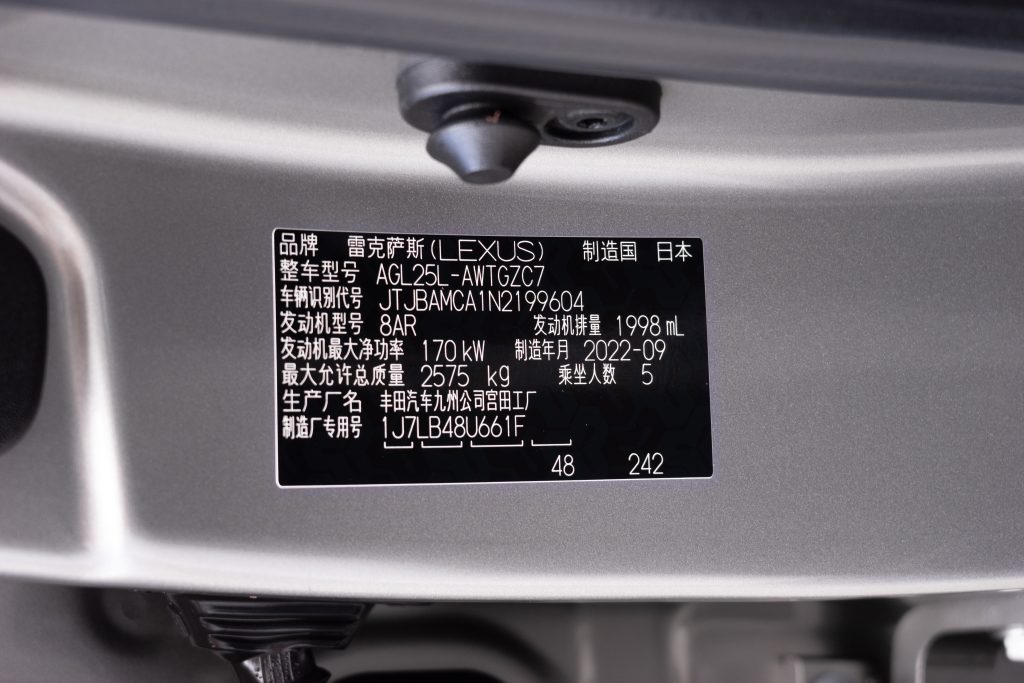 品牌 雷克萨斯(LEXUS) 制造国 日本
整车型号 AGL25L-AWTGZC7
车辆识别代号 JTJBAMCA1N2199604
发动机型号 8AR 发动机排量 1998 mL
发动机最大净功率 170 kW 制造年月 2022-09
最大允许总质量 2575 kg 乘坐人数 5
生产厂名 丰田汽车九州公司宫田工厂
制造厂专用号 1J7LB48U661F
48 242